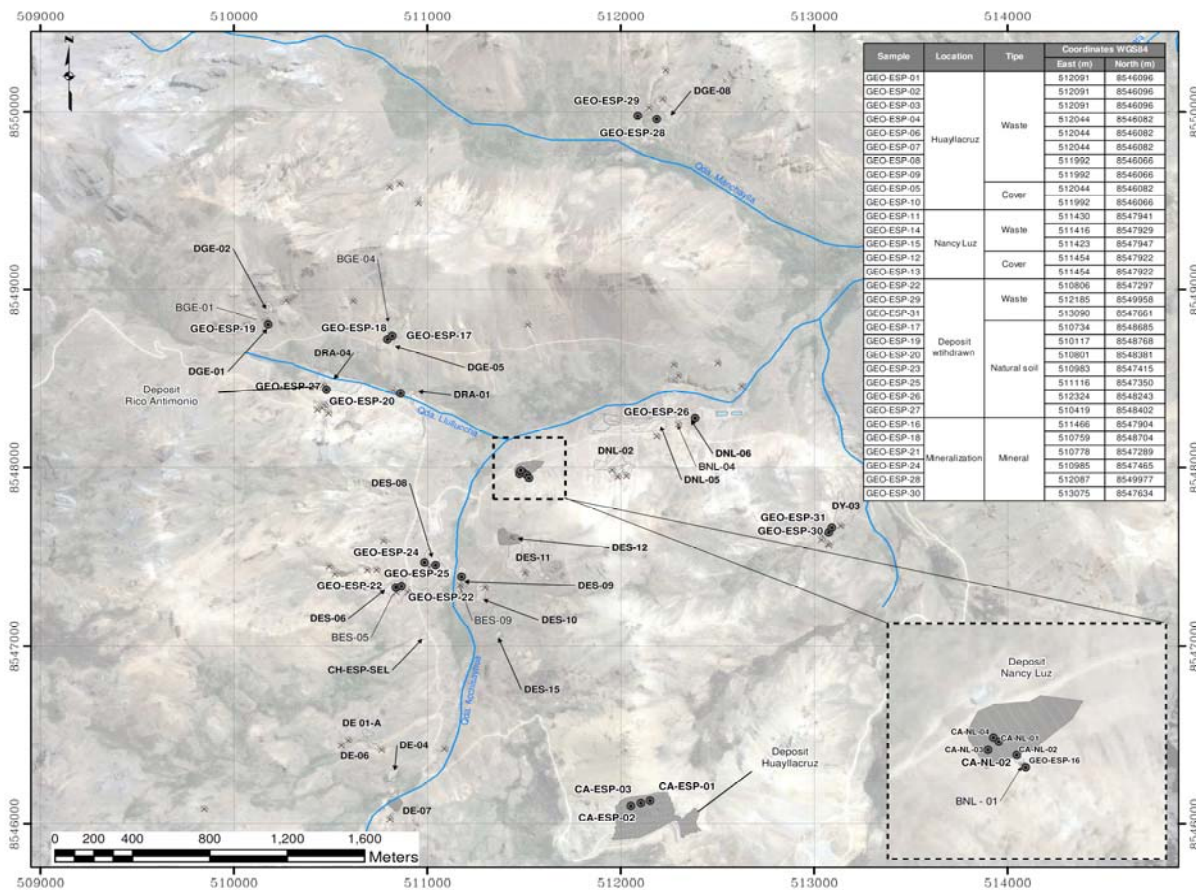 509000 510000 511000 512000 513000 514000
8550000
8549000
8548000
8547000
8546000
N
Sample Location Tipe Coordinates WGS84
East (m) North (m)
GEO-ESP-01 512091 8546096
GEO-ESP-02 512091 8546096
GEO-ESP-03 512091 8546096
GEO-ESP-04 512044 8546082
Waste
GEO-ESP-06 512044 8546082
Huayllacruz
GEO-ESP-07 512044 8546082
GEO-ESP-08 511992 8546066
GEO-ESP-09 511992 8546066
GEO-ESP-05 512044 8546082
Cover
GEO-ESP-10 511992 8546066
GEO-ESP-11 511430 8547941
GEO-ESP-14 Waste 511416 8547929
GEO-ESP-15 Nancy Luz 511423 8547947
GEO-ESP-12 511454 8547922
Cover
GEO-ESP-13 511454 8547922
GEO-ESP-22 510806 8547297
GEO-ESP-29 Waste 512185 8549958
GEO-ESP-31 513090 8547661
GEO-ESP-17 510734 8548685
GEO-ESP-19 Deposit 510117 8548768
GEO-ESP-20 wtihdrawn 510801 8548381
GEO-ESP-23 Natural soil 510983 8547415
GEO-ESP-25 511116 8547350
GEO-ESP-26 512324 8548243
GEO-ESP-27 510419 8548402
GEO-ESP-16 511466 8547904
GEO-ESP-18 510759 8548704
GEO-ESP-21 510778 8547289
Mineralization Mineral
GEO-ESP-24 510985 8547465
GEO-ESP-28 512087 8549977
GEO-ESP-30 513075 8547634
GEO-ESP-29
DGE-08
GEO-ESP-28
Qda. Manchaylla
DGE-02
BGE-04
BGE-01
GEO-ESP-19
GEO-ESP-18
GEO-ESP-17
DRA-04
DGE-01
DGE-05
GEO-ESP-27
Deposit
Rico Antimonio
GEO-ESP-20
DRA-01
Qda. Llulluncha
GEO-ESP-26
DNL-02
DNL-06
BNL-04
DNL-05
DES-08
DY-03
GEO-ESP-31
GEO-ESP-30
DES-12
DES-11
GEO-ESP-24
GEO-ESP-25
GEO-ESP-22
GEO-ESP-22
DES-09
DES-06
BES-09
DES-10
BES-05
CH-ESP-SEL
DES-15
DE 01-A
DE-06
DE-04
DE-07
Deposit
Huayllacruz
CA-ESP-03
CA-ESP-01
CA-ESP-02
Deposit
Nancy Luz
CA-NL-04
CA-NL-01
CA-NL-03
CA-NL-02
CA-NL-02
GEO-ESP-16
BNL - 01
0 200 400 800 1,200 1,600
Meters
8550000
8549000
8548000
8547000
8546000
509000 510000 511000 512000 513000 514000